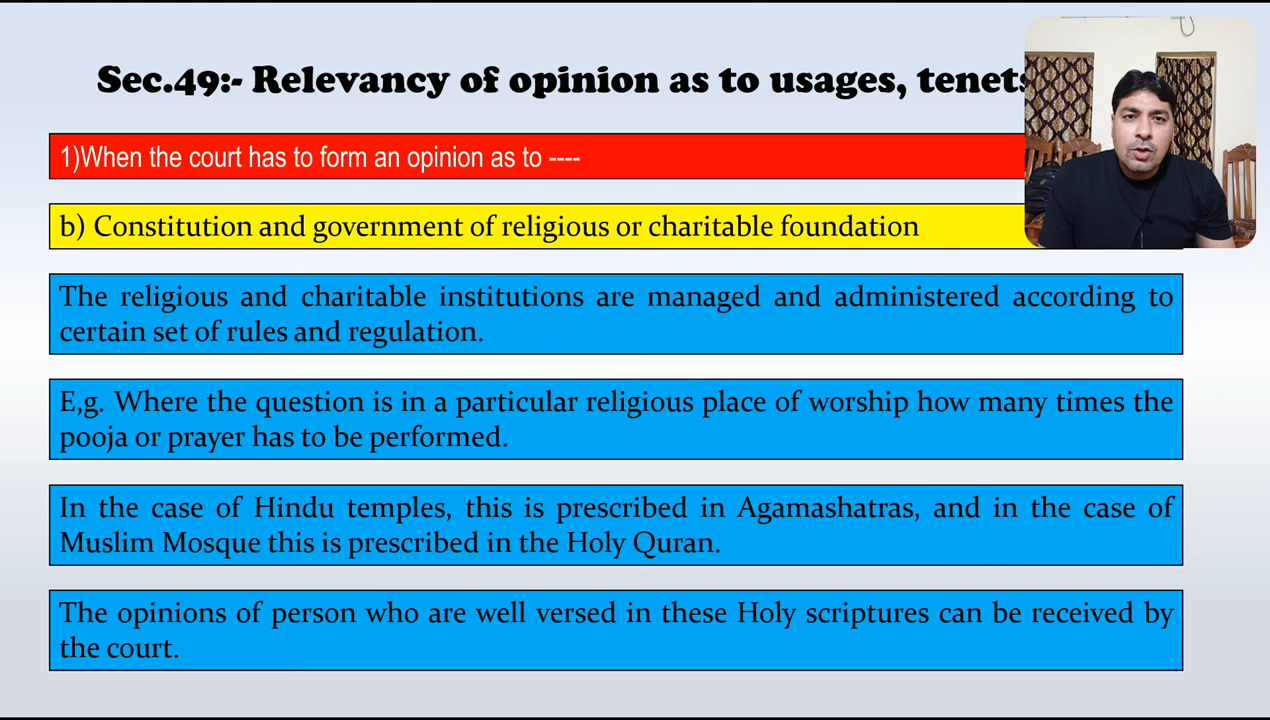 Sec.49:- Relevancy of opinion as to usages, tenets
1)When the court has to form an opinion as to ----
b) Constitution and government of religious or charitable foundation
The religious and charitable institutions are managed and administered according to
certain set of rules and regulation.
E,g. Where the question is in a particular religious place of worship how many times the
pooja or prayer has to be performed.
In the case of Hindu temples, this is prescribed in Agamashatras, and in the case of
Muslim Mosque this is prescribed in the Holy Quran.
The opinions of person who are well versed in these Holy scriptures can be received by
the court.